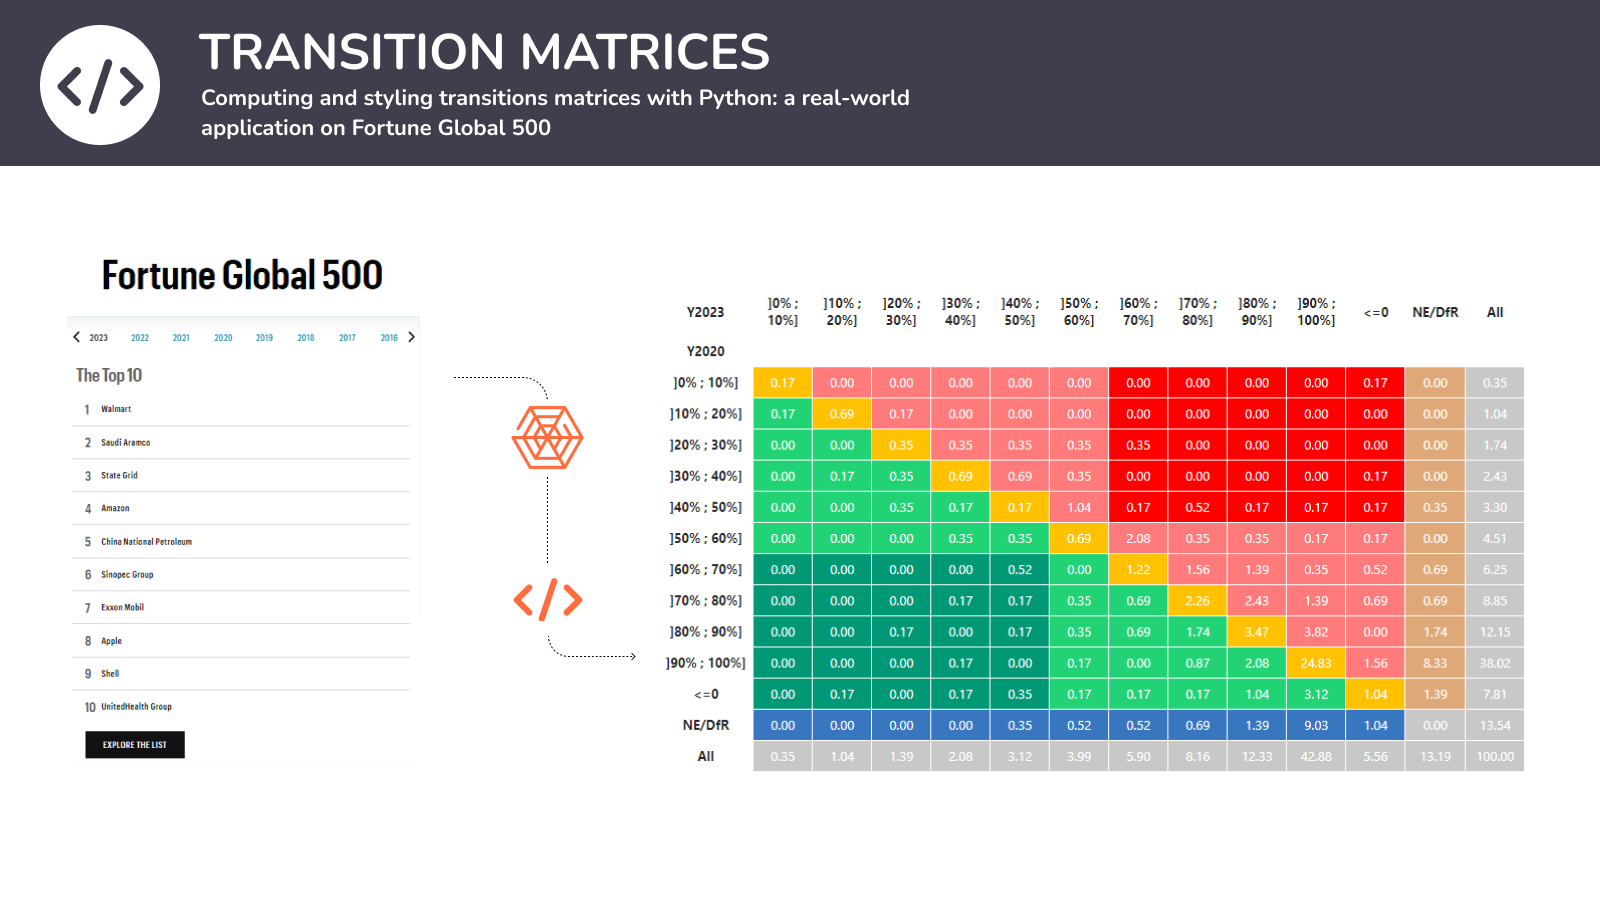 </>
TRANSITION MATRICES
Computing and styling transitions matrices with Python: a real-world
application on Fortune Global 500
Fortune Global 500
2023 2022 2021 2020 2019 2018 2017 2016
The Top 10
1 Walmart
2 Saudi Aramco
3 State Grid
4 Amazon
5 China National Petroleum
6 Sinopec Group
7 Exxon Mobil
8 Apple
9 Shell
10 UnitedHealth Group
EXPLORE THE LIST
</>
Y2023 ]0% ; 10%] ]10% ; 20%] ]20% ; 30%] ]30% ; 40%] ]40% ; 50%] ]50% ; 60%] ]60% ; 70%] ]70% ; 80%] ]80% ; 90%] ]90% ; 100%] <=0 NE/DfR All
Y2020
]0% ; 10%] 0.17 0.00 0.00 0.00 0.00 0.00 0.00 0.00 0.00 0.00 0.17 0.00 0.35
]10% ; 20%] 0.17 0.69 0.17 0.00 0.00 0.00 0.00 0.00 0.00 0.00 0.00 0.00 1.04
]20% ; 30%] 0.00 0.00 0.35 0.35 0.35 0.35 0.35 0.00 0.00 0.00 0.00 0.00 1.74
]30% ; 40%] 0.00 0.17 0.35 0.69 0.69 0.35 0.00 0.00 0.00 0.00 0.17 0.00 2.43
]40% ; 50%] 0.00 0.00 0.35 0.17 0.17 1.04 0.17 0.52 0.17 0.17 0.17 0.35 3.30
]50% ; 60%] 0.00 0.00 0.00 0.35 0.35 0.69 2.08 0.35 0.35 0.17 0.17 0.00 4.51
]60% ; 70%] 0.00 0.00 0.00 0.00 0.52 0.00 1.22 1.56 1.39 0.35 0.52 0.69 6.25
]70% ; 80%] 0.00 0.00 0.00 0.17 0.17 0.35 0.69 2.26 2.43 1.39 0.69 0.69 8.85
]80% ; 90%] 0.00 0.00 0.17 0.00 0.17 0.35 0.69 1.74 3.47 3.82 0.00 1.74 12.15
]90% ; 100%] 0.00 0.00 0.00 0.17 0.00 0.17 0.00 0.87 2.08 24.83 1.56 8.33 38.02
<=0 0.00 0.17 0.00 0.17 0.35 0.17 0.17 0.17 1.04 3.12 1.04 1.39 7.81
NE/DfR 0.00 0.00 0.00 0.00 0.35 0.52 0.52 0.69 1.39 9.03 1.04 0.00 13.54
All 0.35 1.04 1.39 2.08 3.12 3.99 5.90 8.16 12.33 42.88 5.56 13.19 100.00